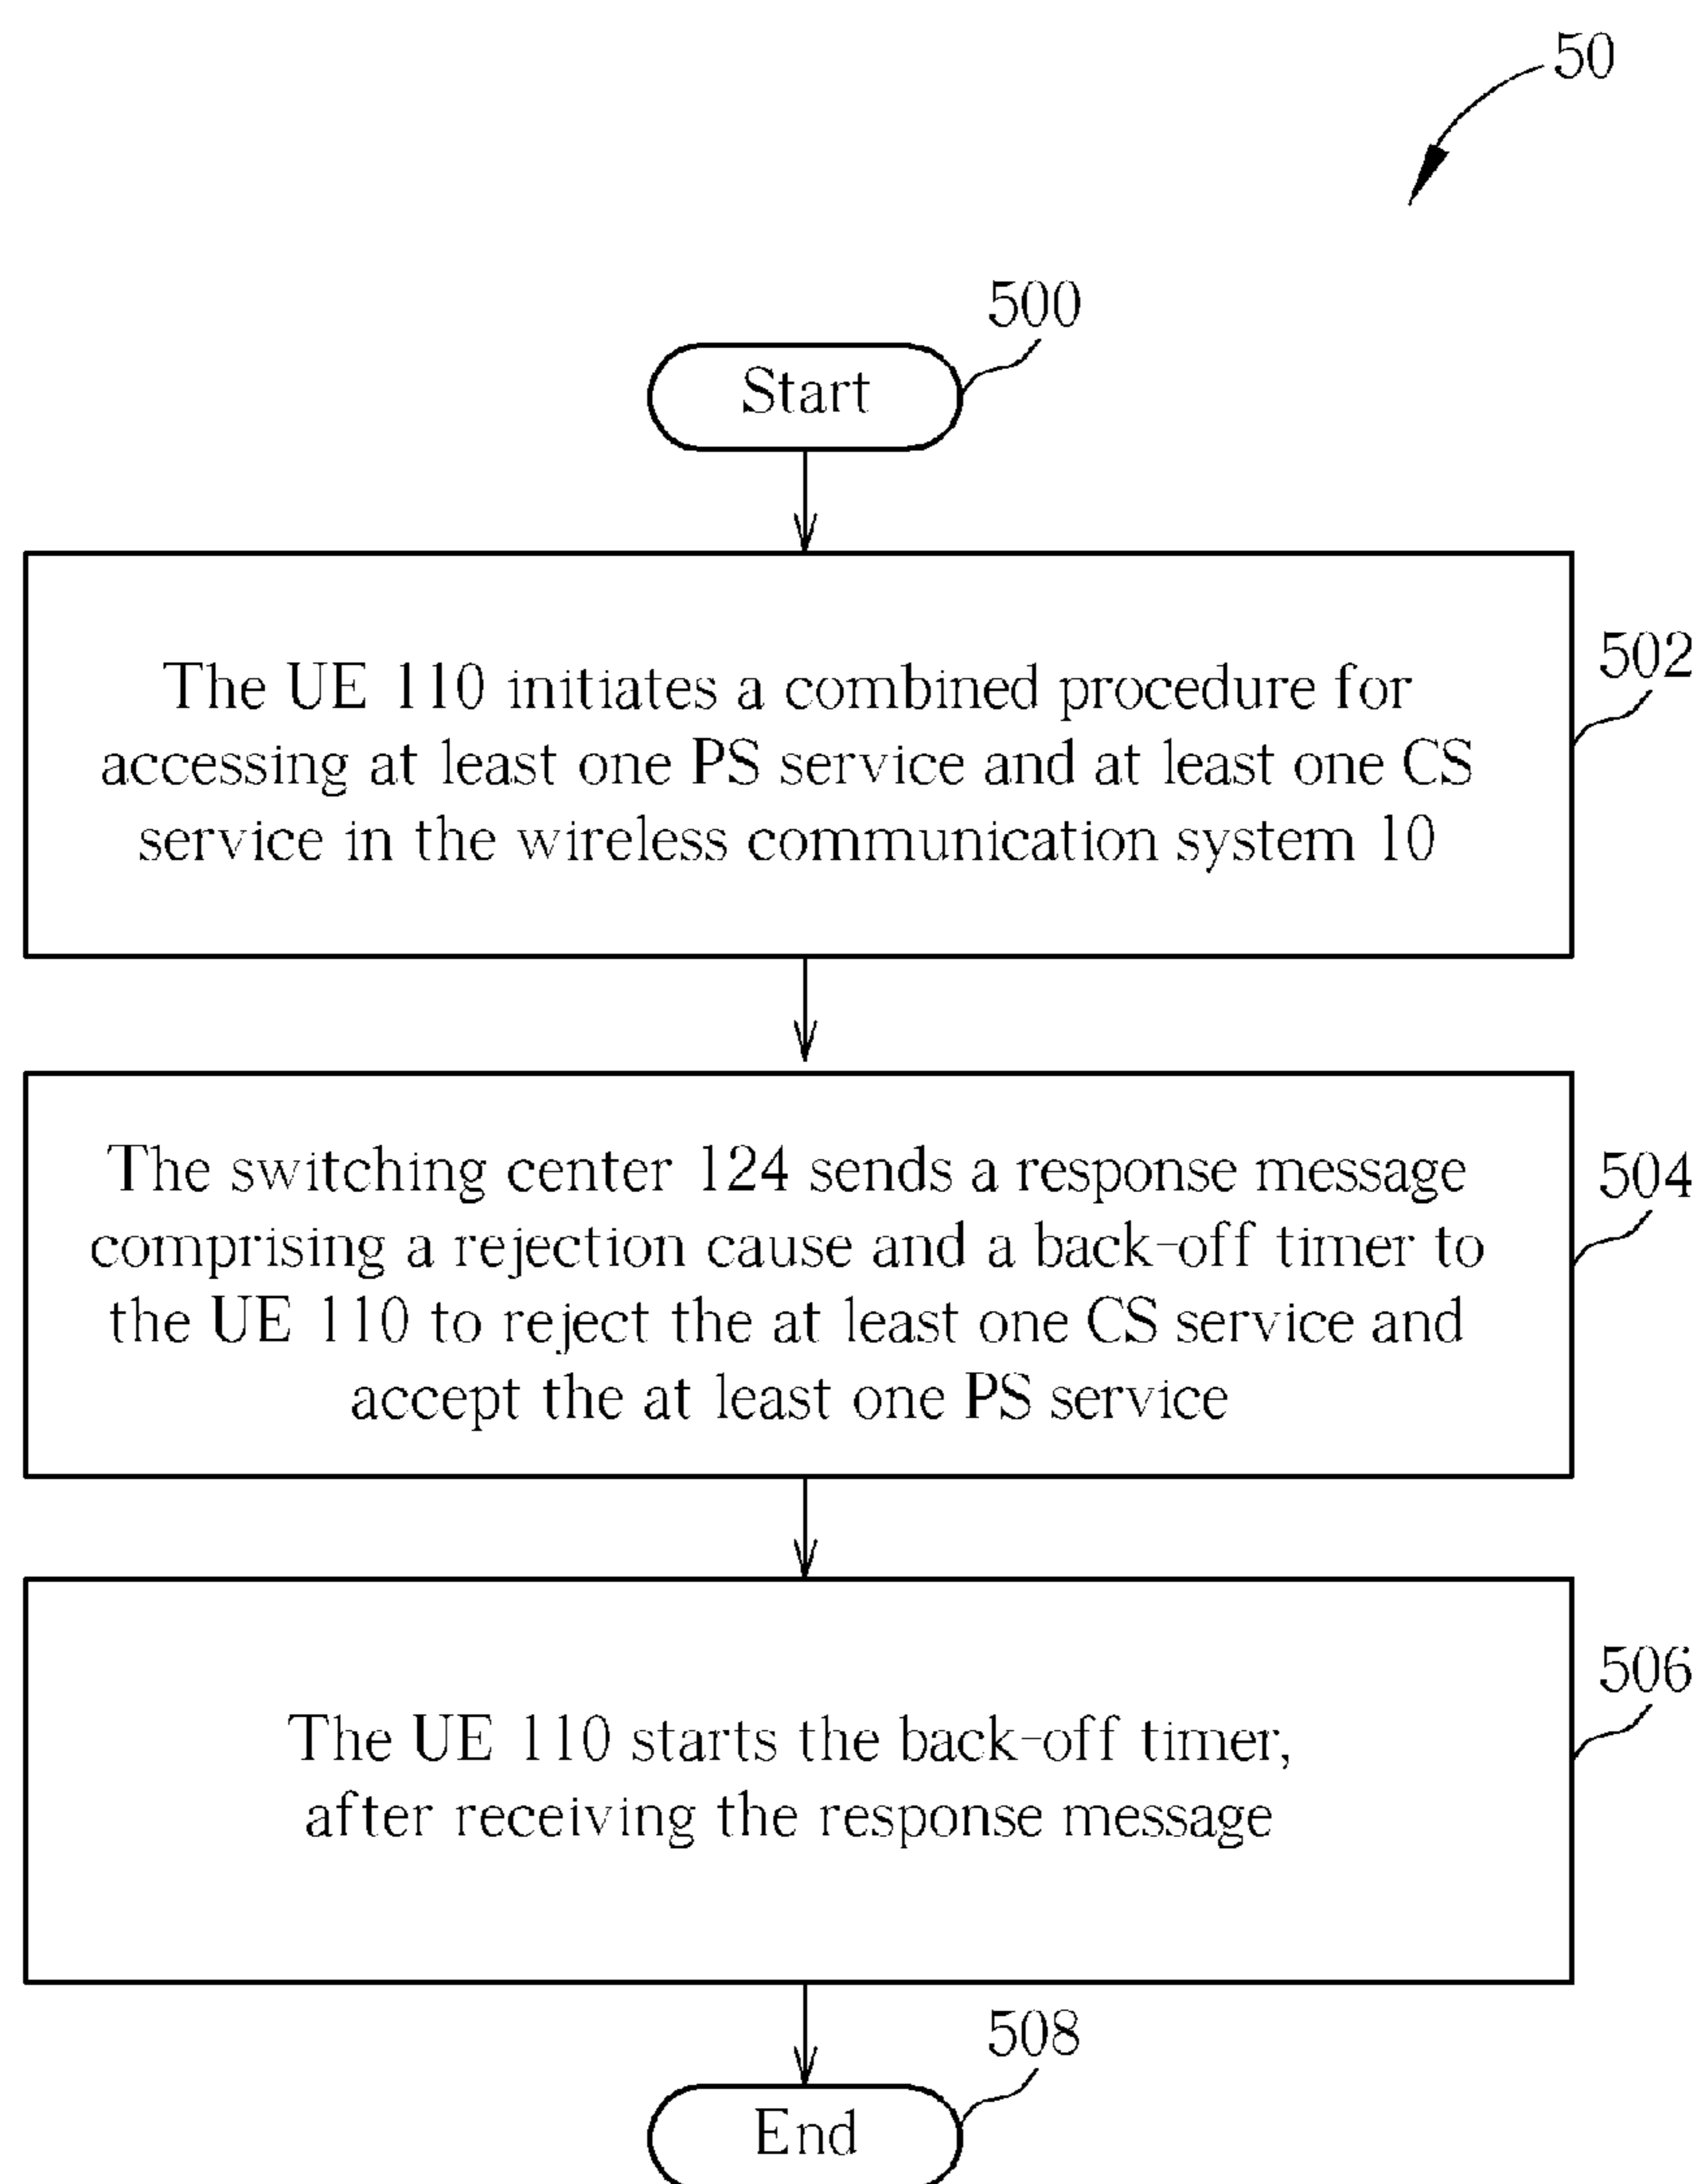 50
500
Start
502
The UE 110 initiates a combined procedure for
accessing at least one PS service and at least one CS
service in the wireless communication system 10
504
The switching center 124 sends a response message
comprising a rejection cause and a back-off timer to
the UE 110 to reject the at least one CS service and
accept the at least one PS service
506
The UE 110 starts the back-off timer,
after receiving the response message
508
End